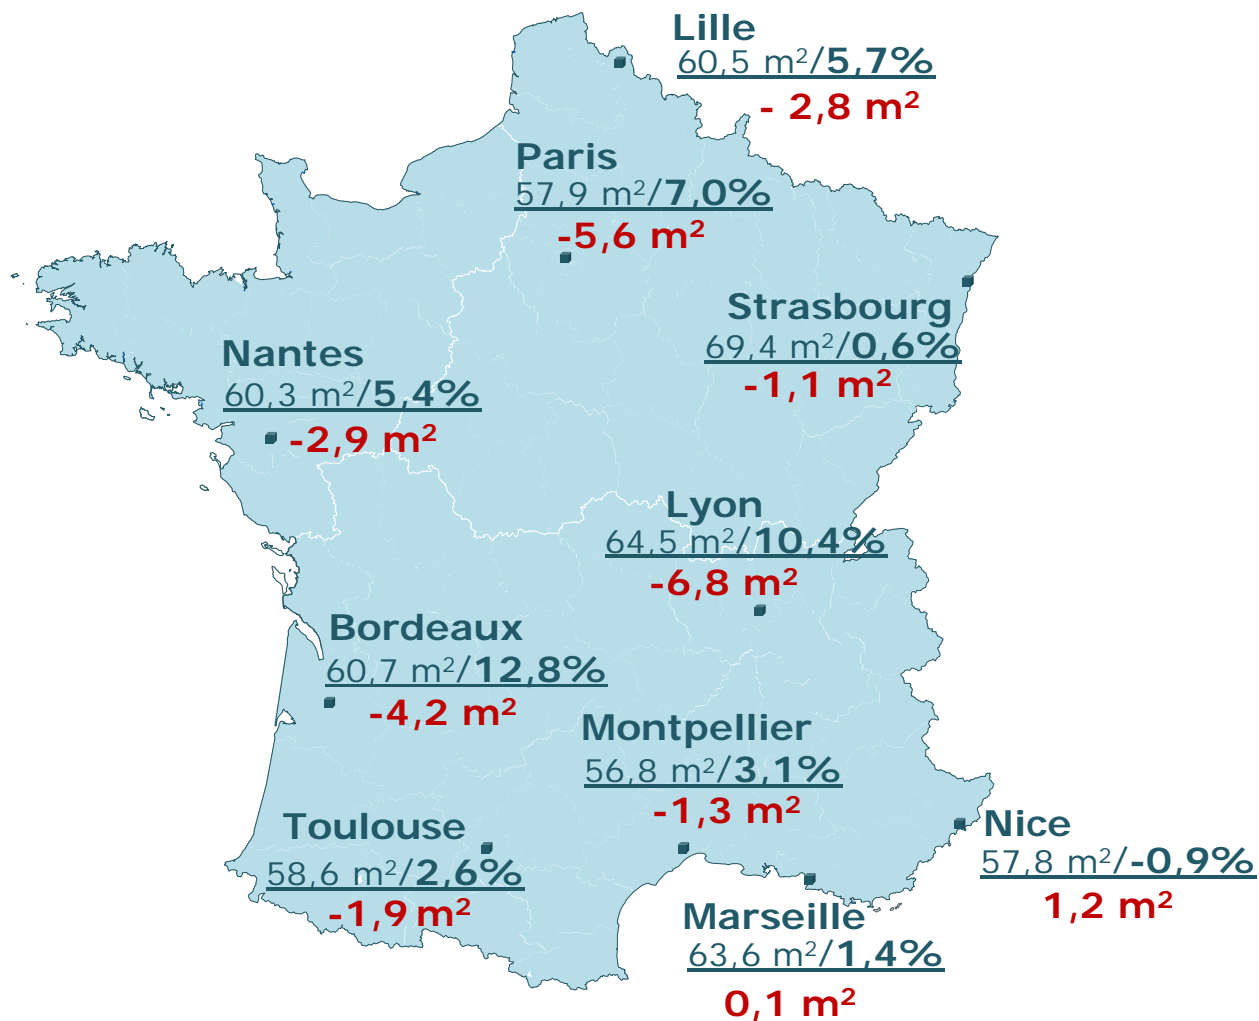 Lille
60,5 m²/5,7%
- 2,8 m²
Paris
57,9 m²/7,0%
-5,6 m²
Strasbourg
69,4 m²/0,6%
-1,1 m²
Nantes
60,3 m²/5,4%
-2,9 m²
Lyon
64,5 m²/10,4%
-6,8 m²
Bordeaux
60,7 m²/12,8%
-4,2 m²
Montpellier
56,8 m²/3,1%
-1,3 m²
Toulouse
58,6 m²/2,6%
-1,9 m²
Nice
57,8 m²/-0,9%
1,2 m²
Marseille
63,6 m²/1,4%
0,1 m²